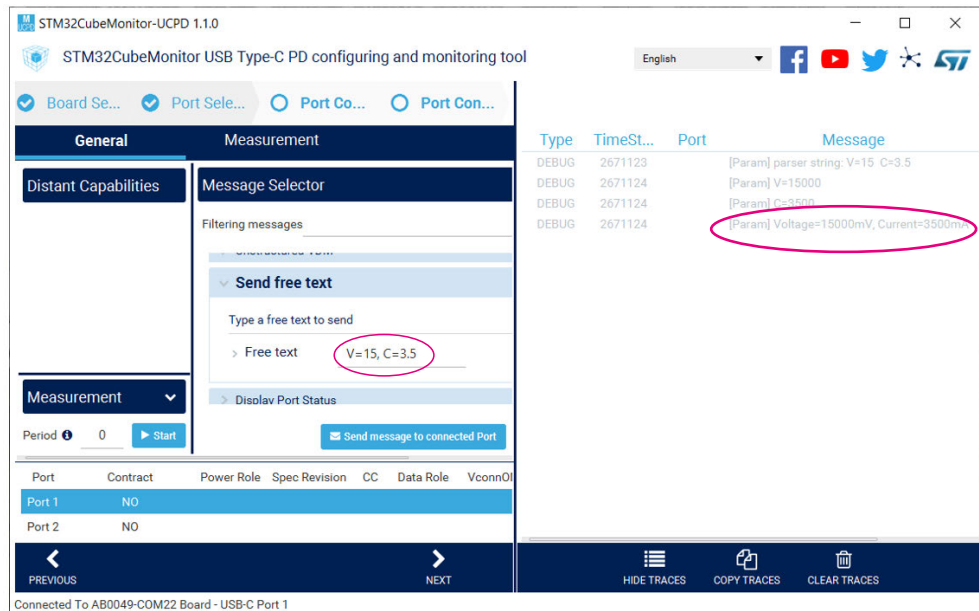 STM32CubeMonitor-UCPD 1.1.0
STM32CubeMonitor USB Type-C PD configuring and monitoring tool
English
Board Se...
Port Sele...
Port Co...
Port Con...
General
Measurement
Distant Capabilities
Message Selector
Filtering messages
Send free text
Type a free text to send
Free text
V=15, C=3.5
Display Port Status
Measurement
Period
0
Start
Send message to connected Port
Port Contract Power Role Spec Revision CC Data Role VconnO
Port 1 NO
Port 2 NO
PREVIOUS
NEXT
Type TimeSt... Port Message
DEBUG 2671123 [Param] parser string: V=15 C=3.5
DEBUG 2671124 [Param] V=15000
DEBUG 2671124 [Param] C=3500
DEBUG 2671124 [Param] Voltage=15000mV, Current=3500mA
HIDE TRACES
COPY TRACES
CLEAR TRACES
Connected To AB0049-COM22 Board - USB-C Port 1